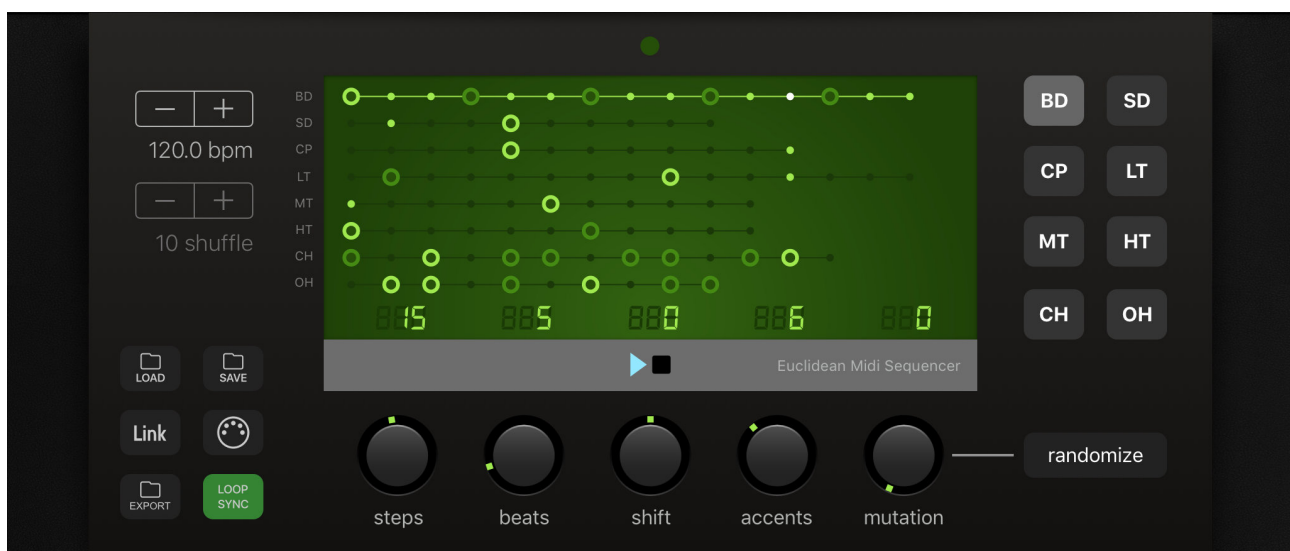 BD
SD
CP
LT
MT
HT
CH
OH
− +
120.0 bpm
− +
10 shuffle
15 5 0 6 0
Euclidean Midi Sequencer
BD SD
CP LT
MT HT
CH OH
LOAD SAVE
Link
EXPORT LOOP
SYNC
steps beats shift accents mutation
randomize